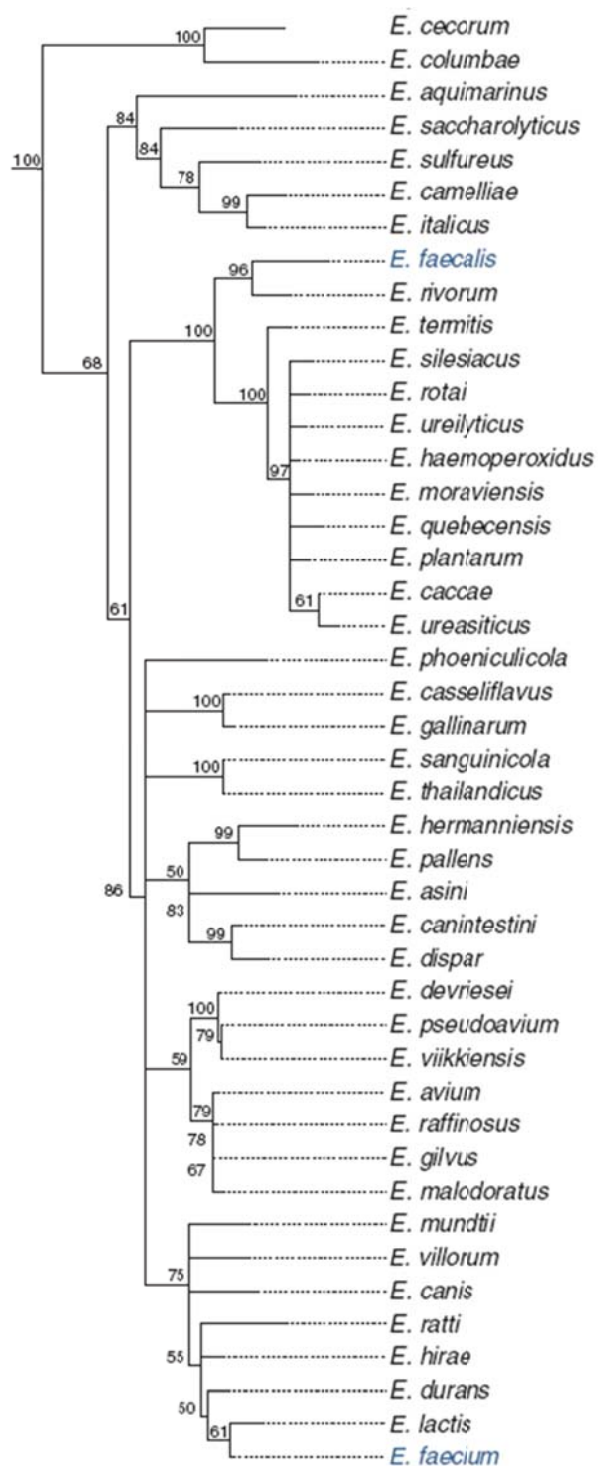 E. cecorum
100
E. columbae
E. aquimarinus
84
E. saccharolyticus
84
100
E. sulfureus
78
E. camelliae
99
E. italicus
E. faecalis
96
E. rivorum
E. termitis
100
68
E. silesiacus
E. rotai
100
E. ureilyticus
E. haemoperoxidus
97
E. moraviensis
E. quebecensis
E. plantarum
E. caccae
61
61
E. ureasiticus
E. phoeniculicola
E. casseliflavus
100
E. gallinarum
E. sanguinicola
100
E. thailandicus
E. hermanniensis
99
E. pallens
50
86
E. asini
83
E. canintestini
99
E. dispar
E. devriesei
100
E. pseudoavium
79
E. viikkiensis
59
E. avium
79
E. raffinosus
78
E. gilvus
67
E. malodoratus
E. mundtii
E. villorum
75
E. canis
E. ratti
55
E. hirae
E. durans
50
E. lactis
61
E. faecium